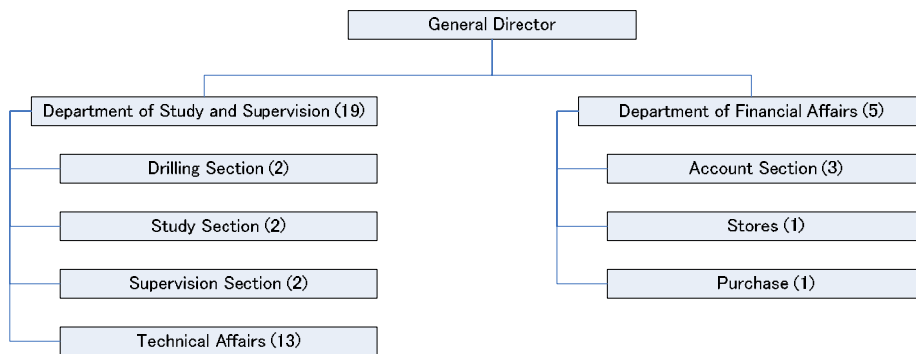 General Director
Department of Study and Supervision (19)
Drilling Section (2)
Study Section (2)
Supervision Section (2)
Technical Affairs (13)
Department of Financial Affairs (5)
Account Section (3)
Stores (1)
Purchase (1)